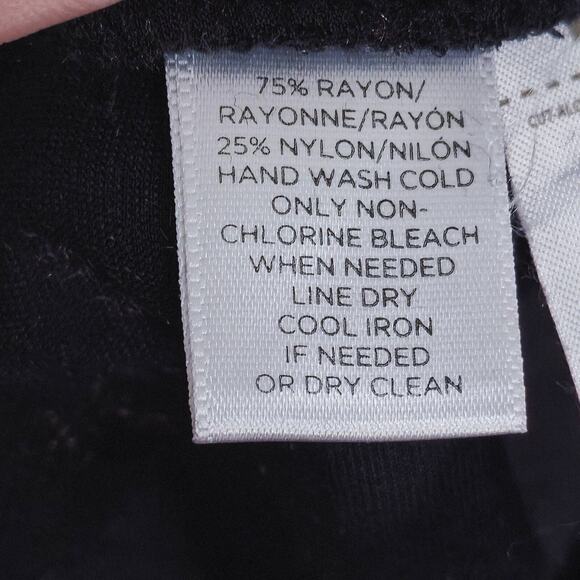 75% RAYON/
RAYONNE/RAYÓN
25% NYLON/NILÓN
HAND WASH COLD
ONLY NON-
CHLORINE BLEACH
WHEN NEEDED
LINE DRY
COOL IRON
IF NEEDED
OR DRY CLEAN